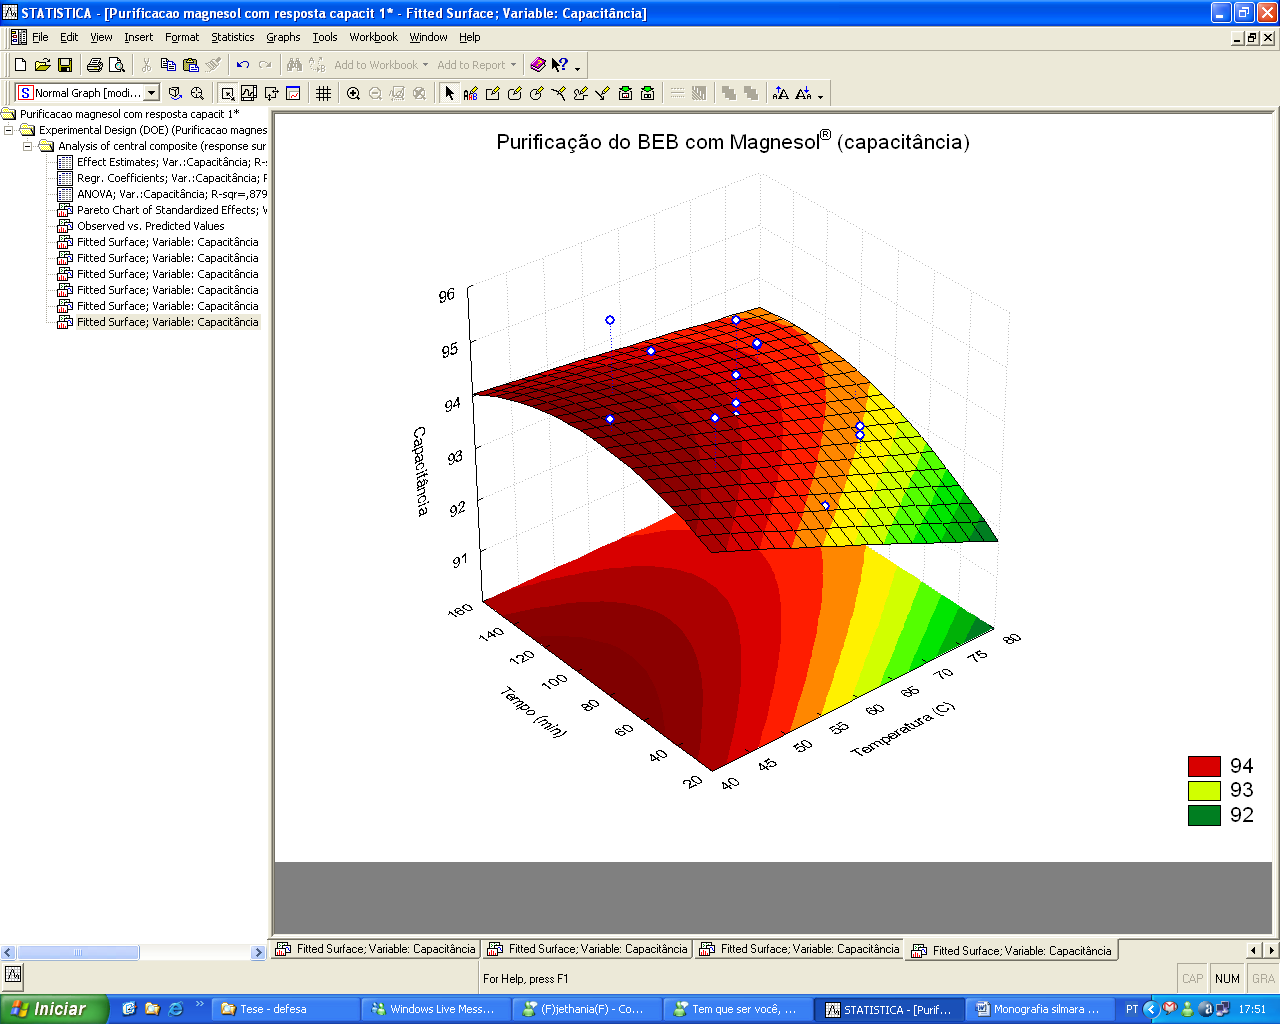 STATISTICA - [Purificacao magnesol com resposta capacit 1* - Fitted Surface; Variable: Capacitância]
File Edit View Insert Format Statistics Graphs Tools Workbook Window Help
Add to Workbook Add to Report
Normal Graph [modi...
Purificacao magnesol com resposta capacit 1*
Experimental Design (DOE) (Purificacao magnes
Analysis of central composite (response sur
Effect Estimates; Var.:Capacitância; R-s
Regr. Coefficients; Var.:Capacitância; R
ANOVA; Var.:Capacitância; R-sqr=,879
Pareto Chart of Standardized Effects; V
Observed vs. Predicted Values
Fitted Surface; Variable: Capacitância
Fitted Surface; Variable: Capacitância
Fitted Surface; Variable: Capacitância
Fitted Surface; Variable: Capacitância
Fitted Surface; Variable: Capacitância
Fitted Surface; Variable: Capacitância
Purificação do BEB com Magnesol® (capacitância)
96
95
94
93
92
91
Capacitância
160
140
120
100
80
60
40
20
Tempo (min)
40
45
50
55
60
65
70
75
80
Temperatura (C)
94
93
92
Fitted Surface; Variable: Capacitância Fitted Surface; Variable: Capacitância Fitted Surface; Variable: Capacitância Fitted Surface; Variable: Capacitância
For Help, press F1
CAP NUM GRA
Iniciar Tese - defesa Windows Live Mess... (F)jethania(F) - Co... Tem que ser você, ... STATISTICA - [Purif... Monografia silmara ... PT 17:51